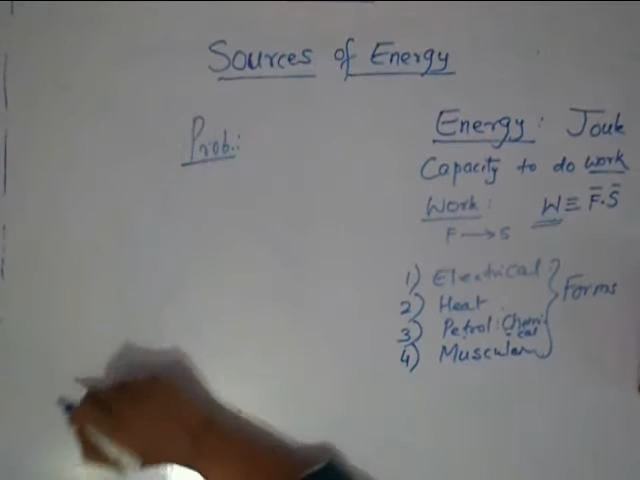 Sources of Energy
Prob.:
Energy: Joule
Capacity to do work
Work: W ≡ F̄.S̄
F → S
1) Electrical
2) Heat
3) Petrol: Chemical
4) Muscular
Forms